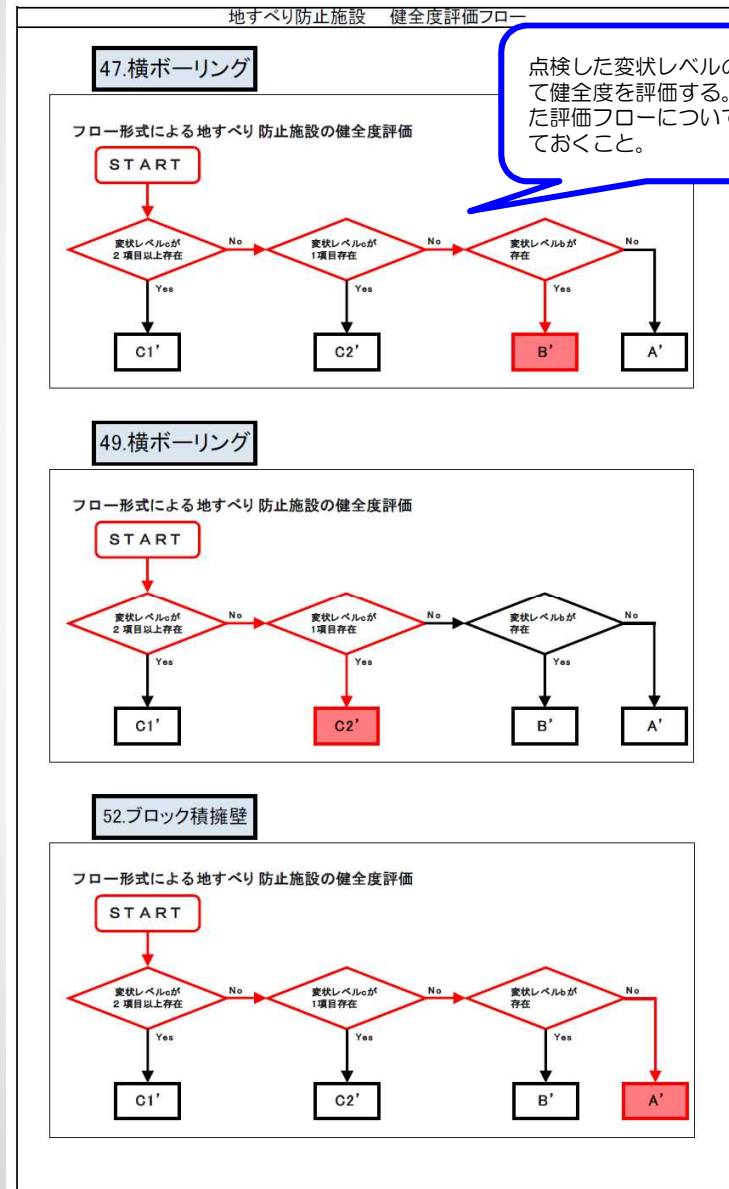 地すべり防止施設 健全度評価フロー
点検した変状レベルの
て健全度を評価する。
た評価フローについて
ておくこと。
47.横ボーリング
フロー形式による地すべり防止施設の健全度評価
START
変状レベルcが
2項目以上存在
No
変状レベルcが
1項目存在
No
変状レベルbが
存在
No
Yes
Yes
Yes
C1'
C2'
B'
A'
49.横ボーリング
フロー形式による地すべり防止施設の健全度評価
START
変状レベルcが
2項目以上存在
No
変状レベルcが
1項目存在
No
変状レベルbが
存在
No
Yes
Yes
Yes
C1'
C2'
B'
A'
52.ブロック積擁壁
フロー形式による地すべり防止施設の健全度評価
START
変状レベルcが
2項目以上存在
No
変状レベルcが
1項目存在
No
変状レベルbが
存在
No
Yes
Yes
Yes
C1'
C2'
B'
A'